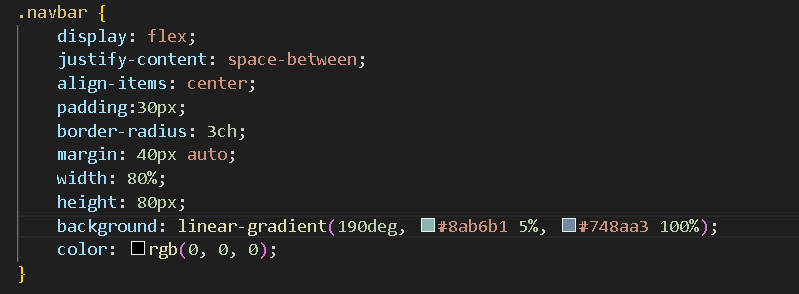 .navbar {
display: flex;
justify-content: space-between;
align-items: center;
padding:30px;
border-radius: 3ch;
margin: 40px auto;
width: 80%;
height: 80px;
background: linear-gradient(190deg, #8ab6b1 5%, #748aa3 100%);
color: rgb(0, 0, 0);
}